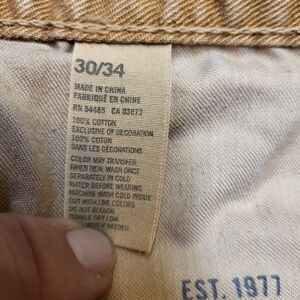 30/34
MADE IN CHINA
FABRIQUÉ EN CHINE
RN 54485 CA 03873
100% COTTON
EXCLUSIVE OF DECORATION
100% COTON
SANS LES DÉCORATIONS
COLOR MAY TRANSFER
WHEN NEW. WASH ONCE
SEPARATELY IN COLD
WATER BEFORE WEARING.
MACHINE WASH COLD INSIDE
OUT WITH LIKE COLORS.
DO NOT BLEACH.
TUMBLE DRY LOW.
IRON IF NEEDED.
EST. 1977